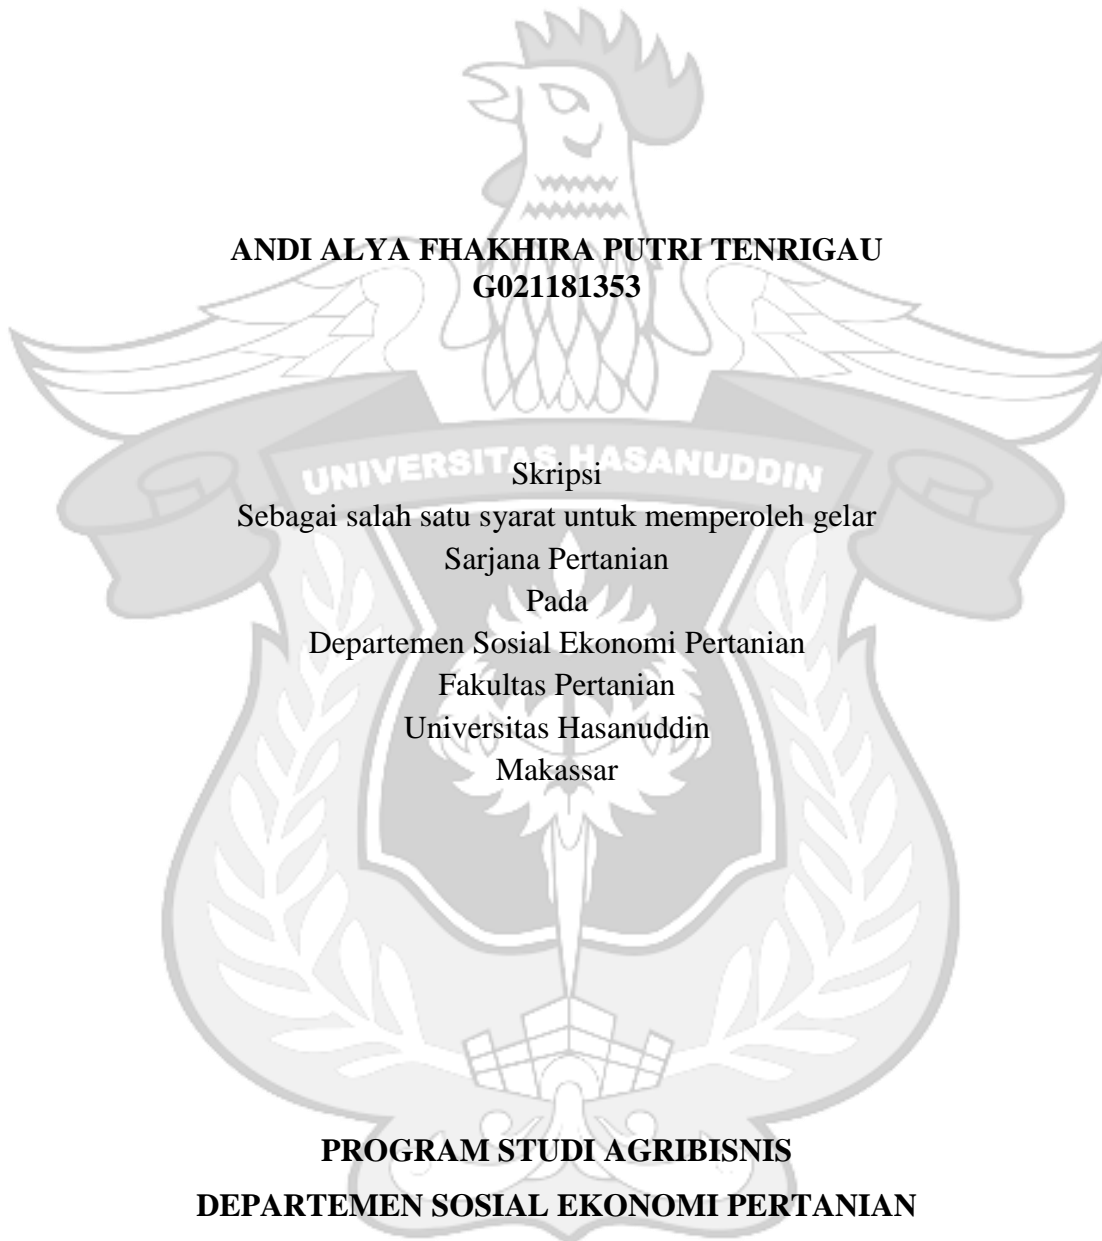 ANDI ALYA FHAKHIRA PUTRI TENRIGAU
G021181353
UNIVERSITAS HASANUDDIN
Skripsi
Sebagai salah satu syarat untuk memperoleh gelar
Sarjana Pertanian
Pada
Departemen Sosial Ekonomi Pertanian
Fakultas Pertanian
Universitas Hasanuddin
Makassar
PROGRAM STUDI AGRIBISNIS
DEPARTEMEN SOSIAL EKONOMI PERTANIAN